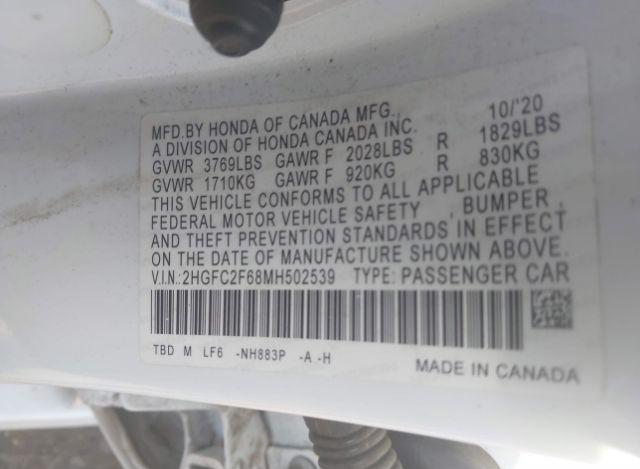 MFD.BY HONDA OF CANADA MFG., 10/'20
A DIVISION OF HONDA CANADA INC.
GVWR 3769LBS GAWR F 2028LBS R 1829LBS
GVWR 1710KG GAWR F 920KG R 830KG
THIS VEHICLE CONFORMS TO ALL APPLICABLE
FEDERAL MOTOR VEHICLE SAFETY , BUMPER ,
AND THEFT PREVENTION STANDARDS IN EFFECT
ON THE DATE OF MANUFACTURE SHOWN ABOVE.
V.I.N.:2HGFC2F68MH502539 TYPE: PASSENGER CAR
TBD M LF6 -NH883P -A -H
MADE IN CANADA